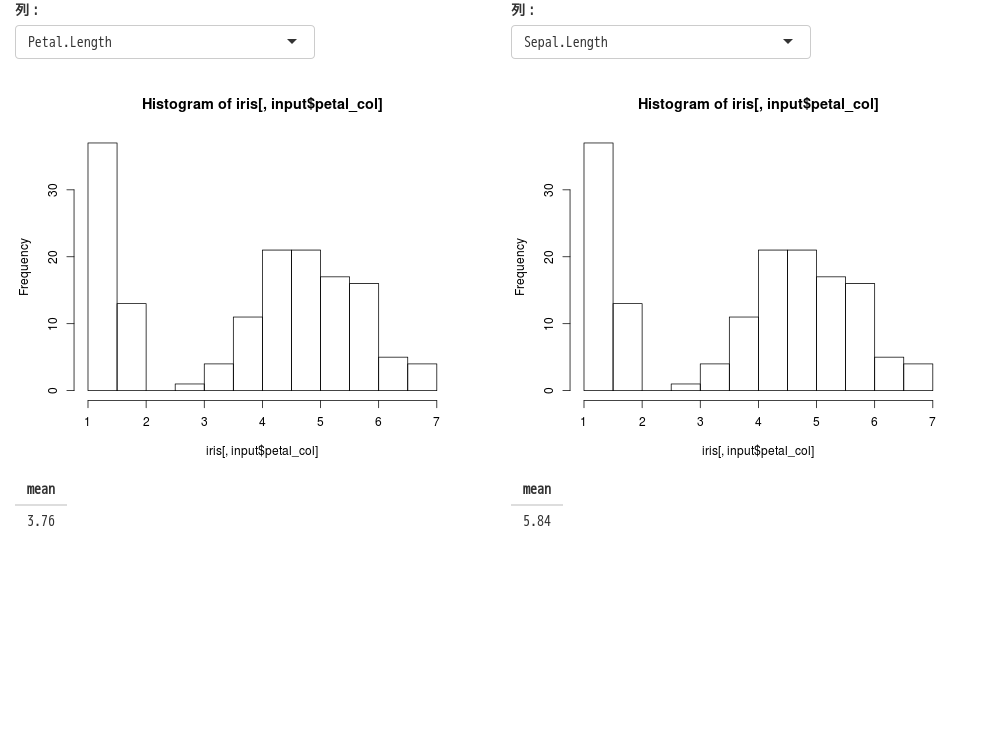 列：
Petal.Length
Histogram of iris[, input$petal_col]
Frequency
0 10 20 30
1 2 3 4 5 6 7
iris[, input$petal_col]
mean
3.76
列：
Sepal.Length
Histogram of iris[, input$petal_col]
Frequency
0 10 20 30
1 2 3 4 5 6 7
iris[, input$petal_col]
mean
5.84